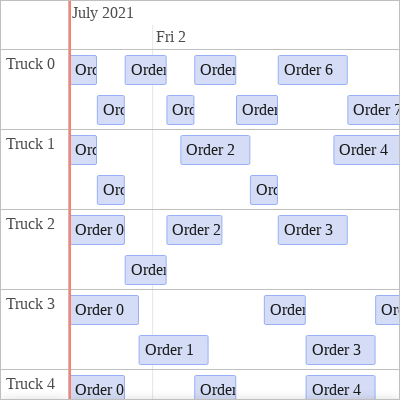 July 2021
Fri 2
Truck 0
Ord Order Order Order 6
Ord Ord Order Order 7
Truck 1
Ord Order 2 Order 4
Ord Ord
Truck 2
Order 0 Order 2 Order 3
Order
Truck 3
Order 0 Order Or
Order 1 Order 3
Truck 4
Order 0 Order Order 4